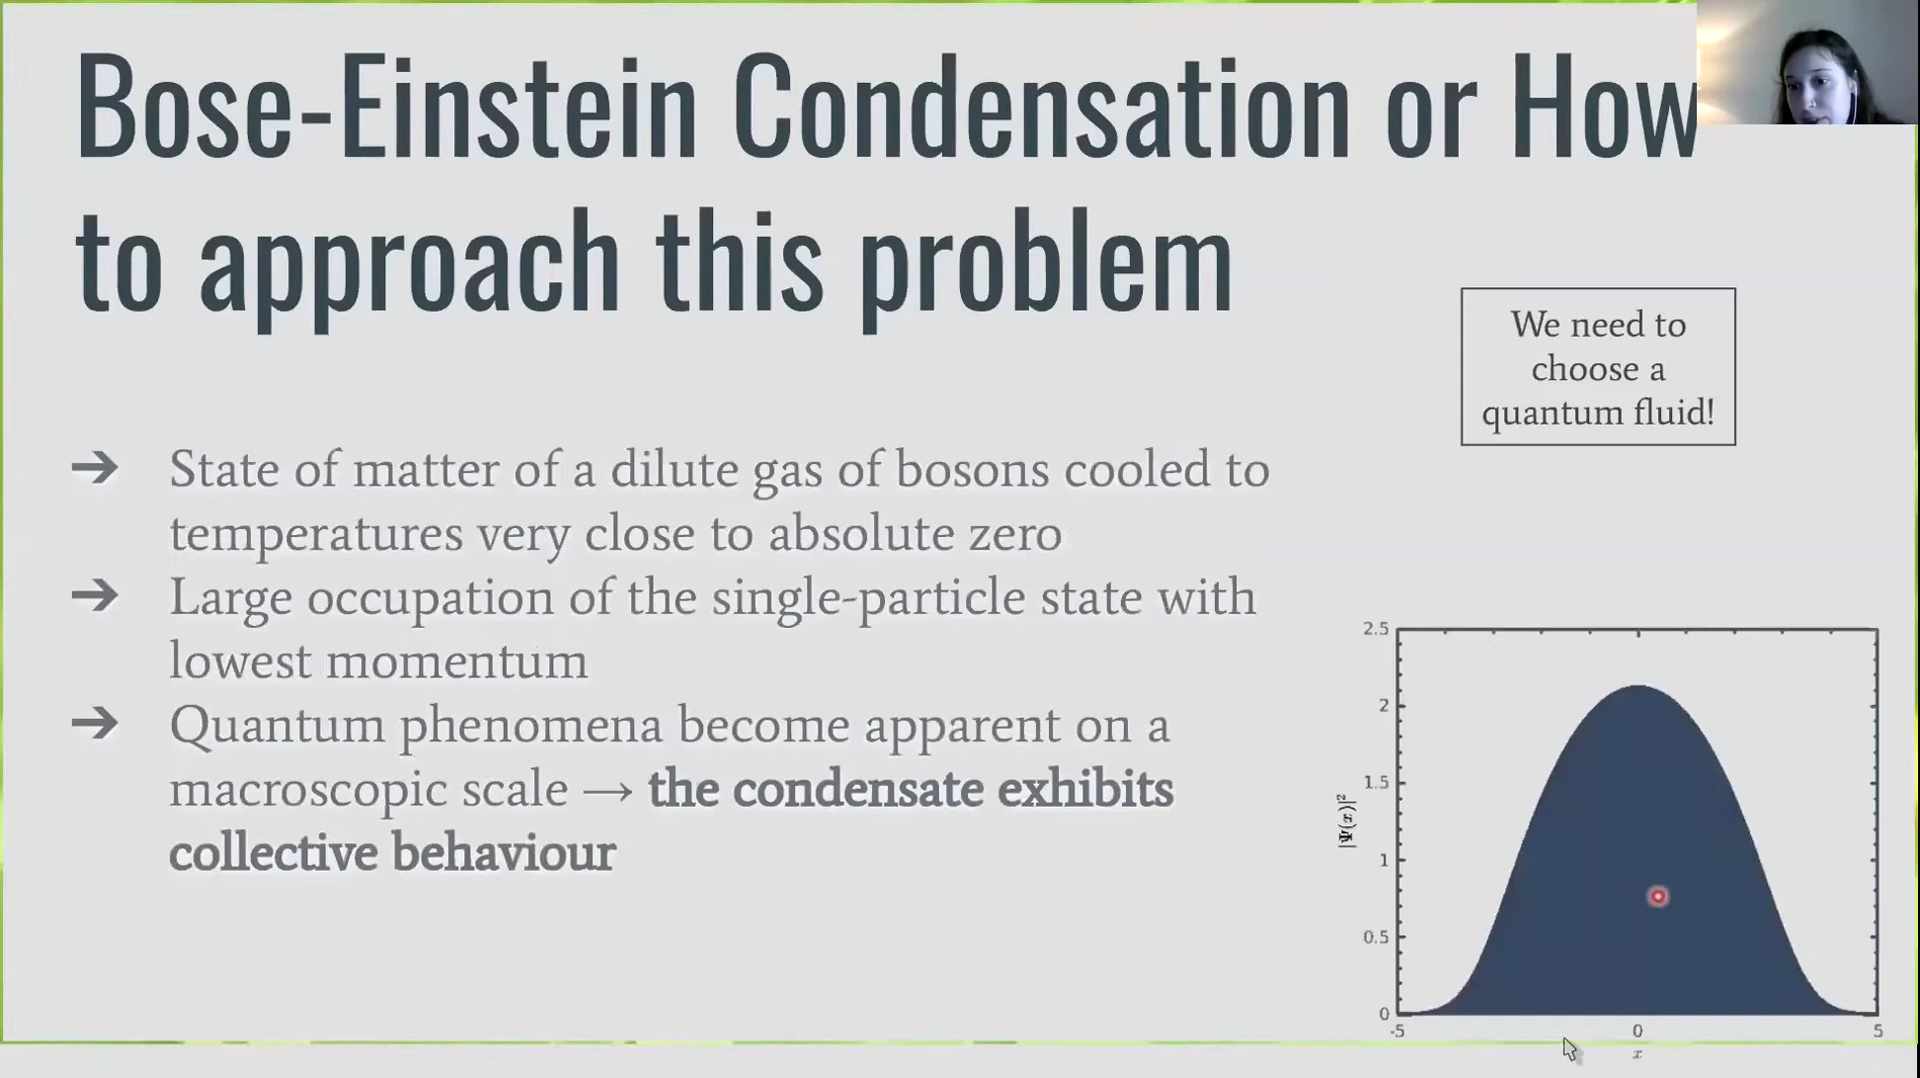 Bose-Einstein Condensation or How
to approach this problem
We need to
choose a
quantum fluid!
➔ State of matter of a dilute gas of bosons cooled to
temperatures very close to absolute zero
➔ Large occupation of the single-particle state with
lowest momentum
➔ Quantum phenomena become apparent on a
macroscopic scale → the condensate exhibits
collective behaviour
2.5
2
1.5
1
0.5
0
|Ψ(x)|²
-5 0 5
x